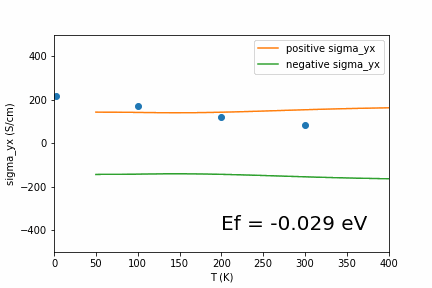 positive sigma_yx
negative sigma_yx
400
200
0
−200
−400
sigma_yx (S/cm)
Ef = -0.029 eV
0
50
100
150
200
250
300
350
400
T (K)